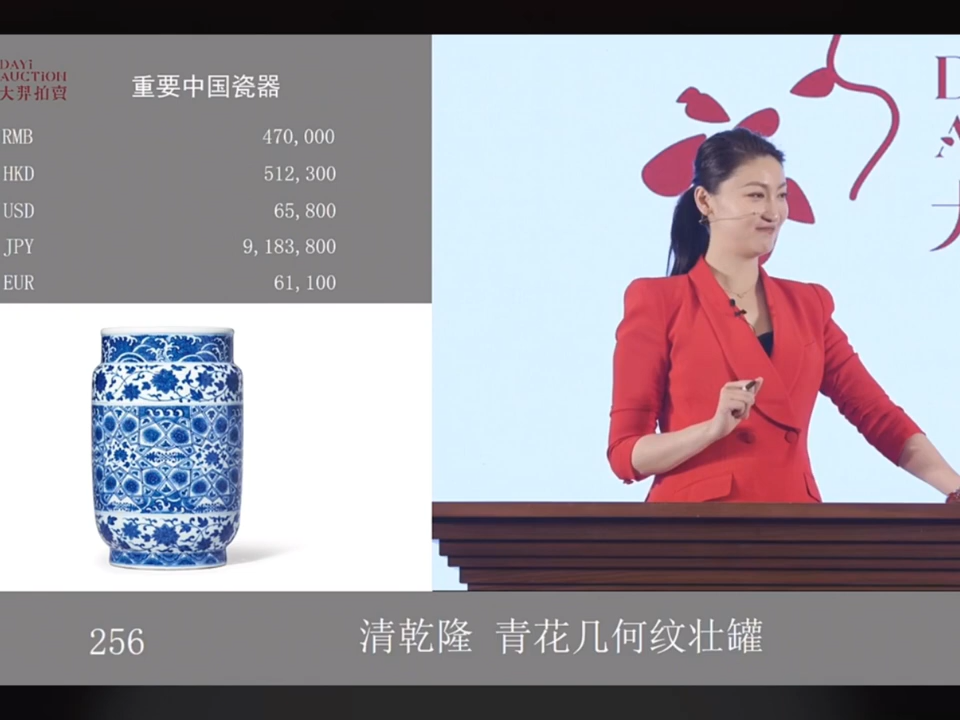 DAYi
AUCTiON
大羿拍賣
重要中国瓷器
RMB 470,000
HKD 512,300
USD 65,800
JPY 9,183,800
EUR 61,100
256
清乾隆 青花几何纹壮罐